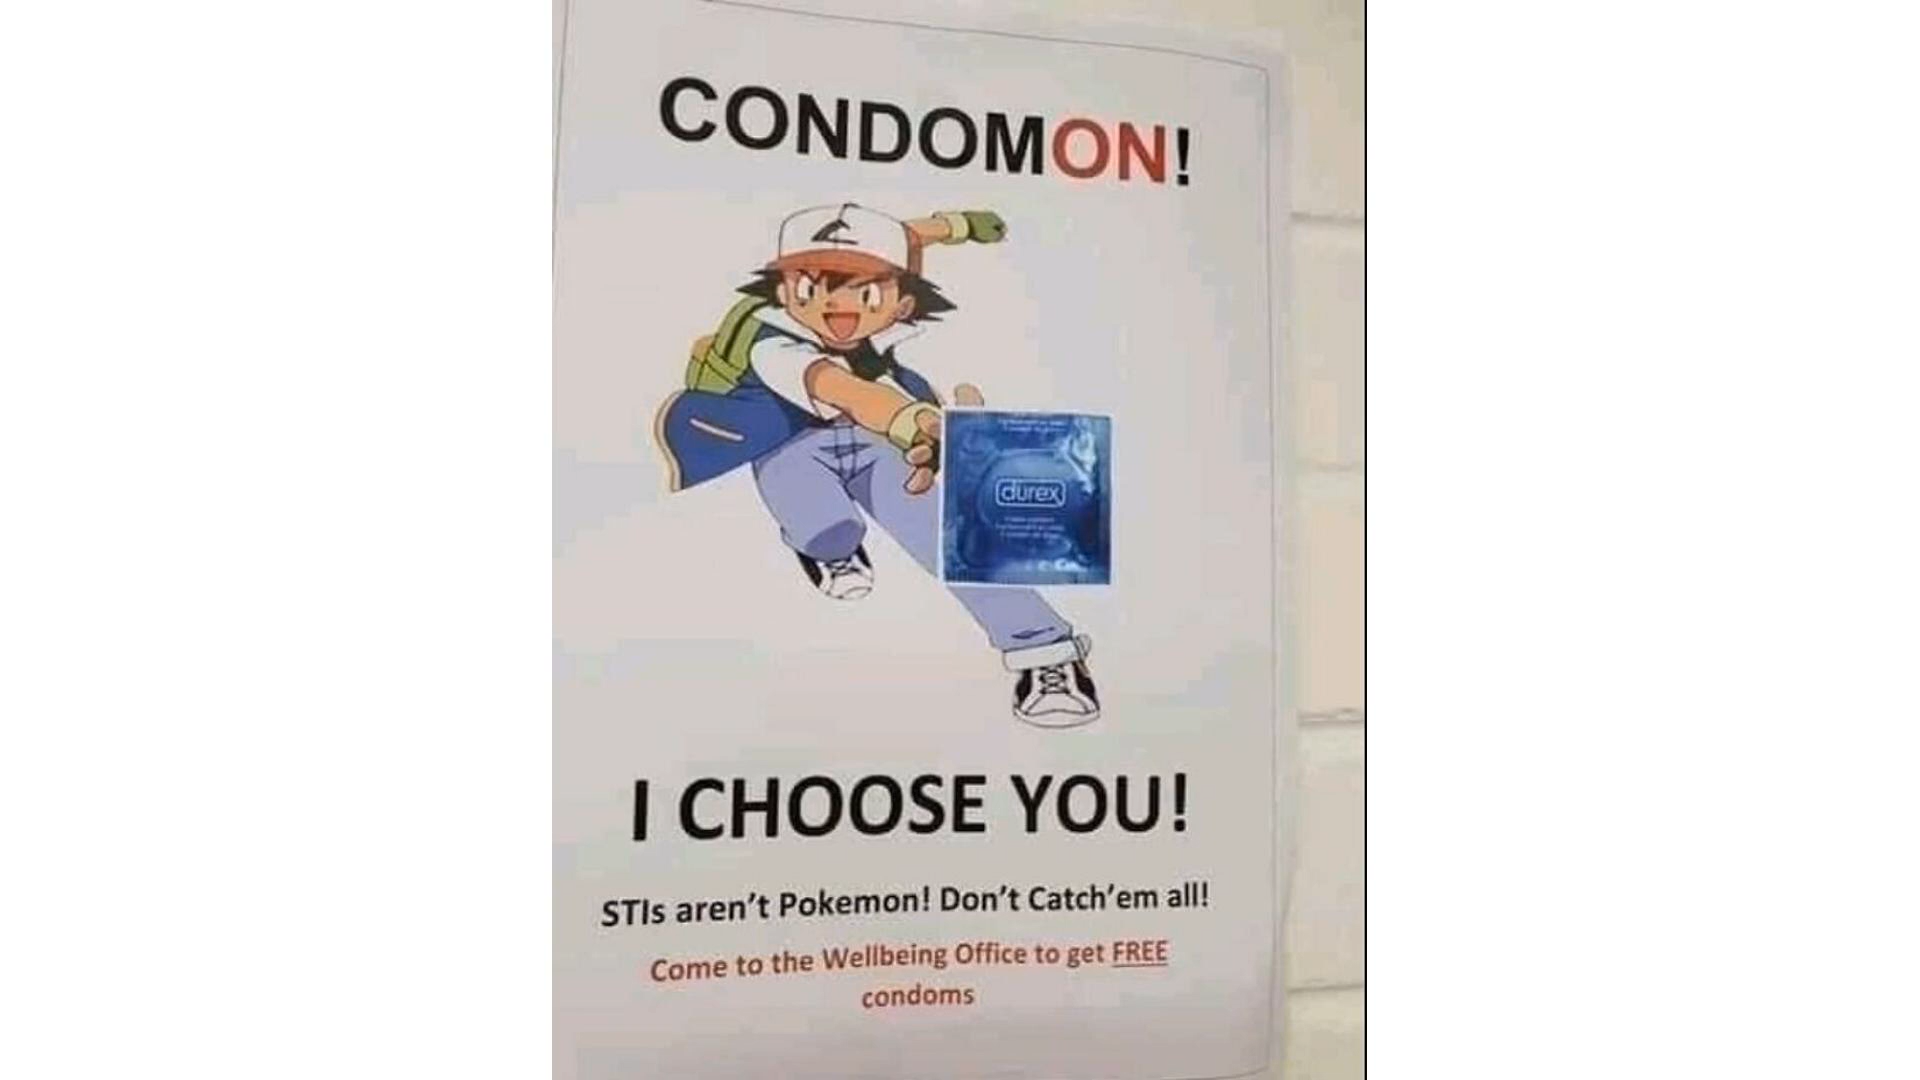 CONDOMON!
durex
I CHOOSE YOU!
STIs aren't Pokemon! Don't Catch'em all!
Come to the Wellbeing Office to get FREE
condoms